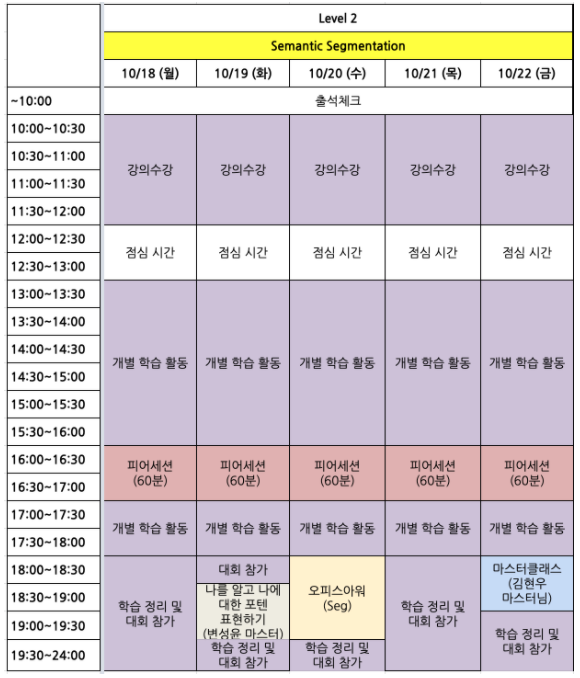 Level 2
Semantic Segmentation
10/18 (월) 10/19 (화) 10/20 (수) 10/21 (목) 10/22 (금)
~10:00 출석체크
10:00~10:30
10:30~11:00
강의수강 강의수강 강의수강 강의수강 강의수강
11:00~11:30
11:30~12:00
12:00~12:30
점심 시간 점심 시간 점심 시간 점심 시간 점심 시간
12:30~13:00
13:00~13:30
13:30~14:00
14:00~14:30
개별 학습 활동 개별 학습 활동 개별 학습 활동 개별 학습 활동 개별 학습 활동
14:30~15:00
15:00~15:30
15:30~16:00
16:00~16:30
피어세션 피어세션 피어세션 피어세션 피어세션
(60분) (60분) (60분) (60분) (60분)
16:30~17:00
17:00~17:30
개별 학습 활동 개별 학습 활동 개별 학습 활동 개별 학습 활동 개별 학습 활동
17:30~18:00
18:00~18:30
18:30~19:00
19:00~19:30
19:30~24:00
학습 정리 및
대회 참가
대회 참가
나를 알고 나에
대한 포텐
표현하기
(변성윤 마스터)
학습 정리 및
대회 참가
오피스아워
(Seg)
학습 정리 및
대회 참가
학습 정리 및
대회 참가
마스터클래스
(김현우
마스터님)
학습 정리 및
대회 참가